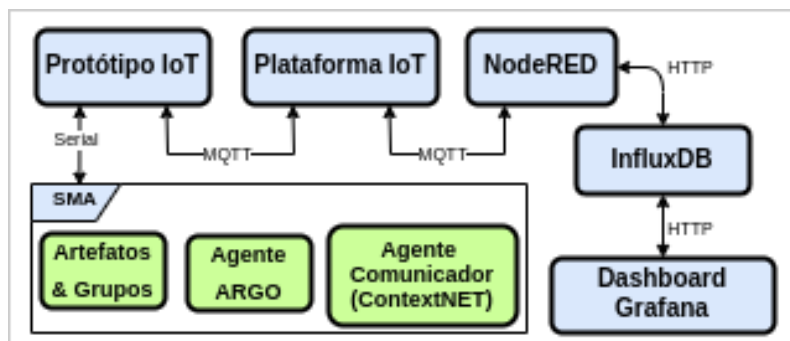 Protótipo IoT
Plataforma IoT
NodeRED
HTTP
Serial
MQTT
MQTT
InfluxDB
SMA
HTTP
Artefatos
& Grupos
Agente
ARGO
Agente
Comunicador
(ContextNET)
Dashboard
Grafana